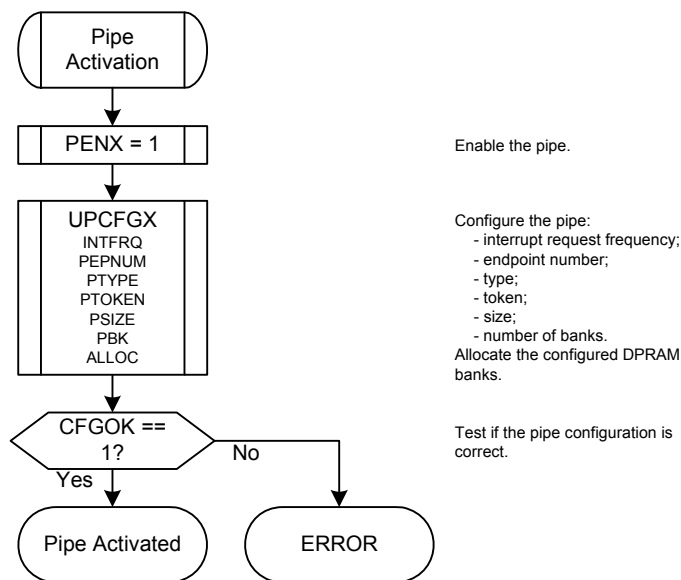 Pipe
Activation
PENX = 1
Enable the pipe.
UPCFGX
INTFRQ
PEPNUM
PTYPE
PTOKEN
PSIZE
PBK
ALLOC
Configure the pipe:
- interrupt request frequency;
- endpoint number;
- type;
- token;
- size;
- number of banks.
Allocate the configured DPRAM
banks.
CFGOK ==
1?
Test if the pipe configuration is
correct.
No
Yes
Pipe Activated
ERROR